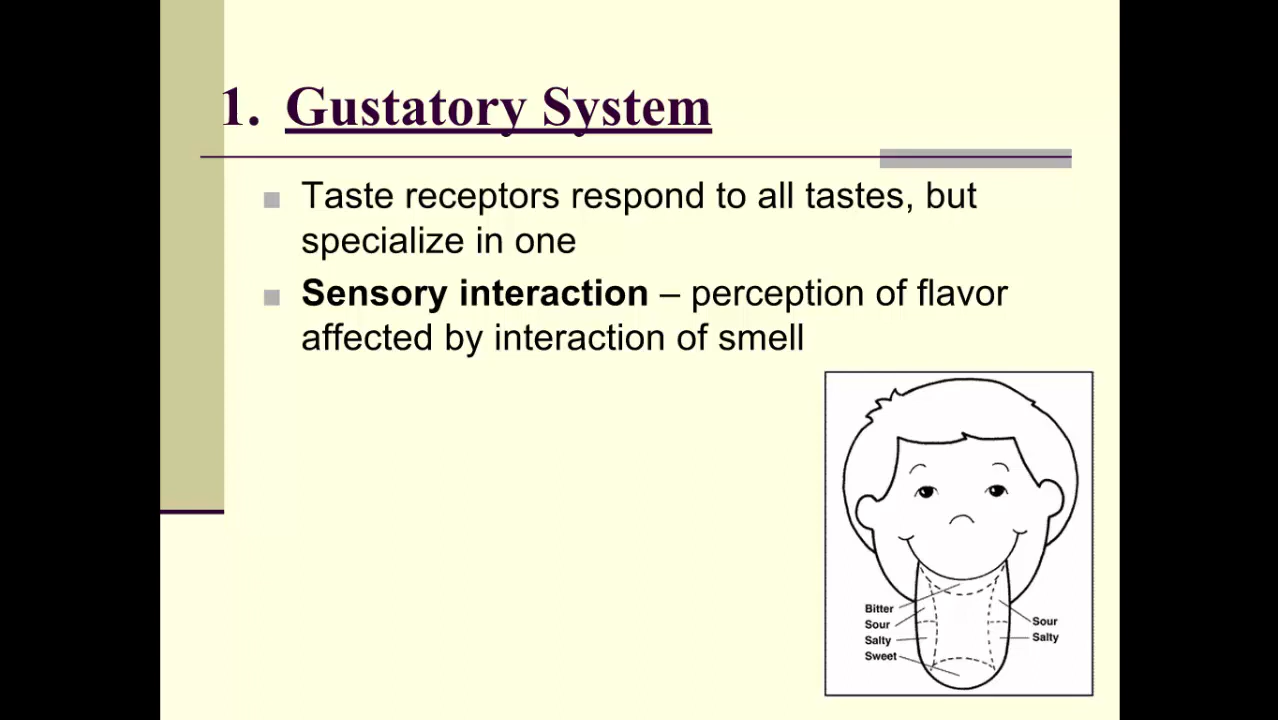 1. Gustatory System
■ Taste receptors respond to all tastes, but
specialize in one
■ Sensory interaction – perception of flavor
affected by interaction of smell
Bitter
Sour
Salty
Sweet
Sour
Salty